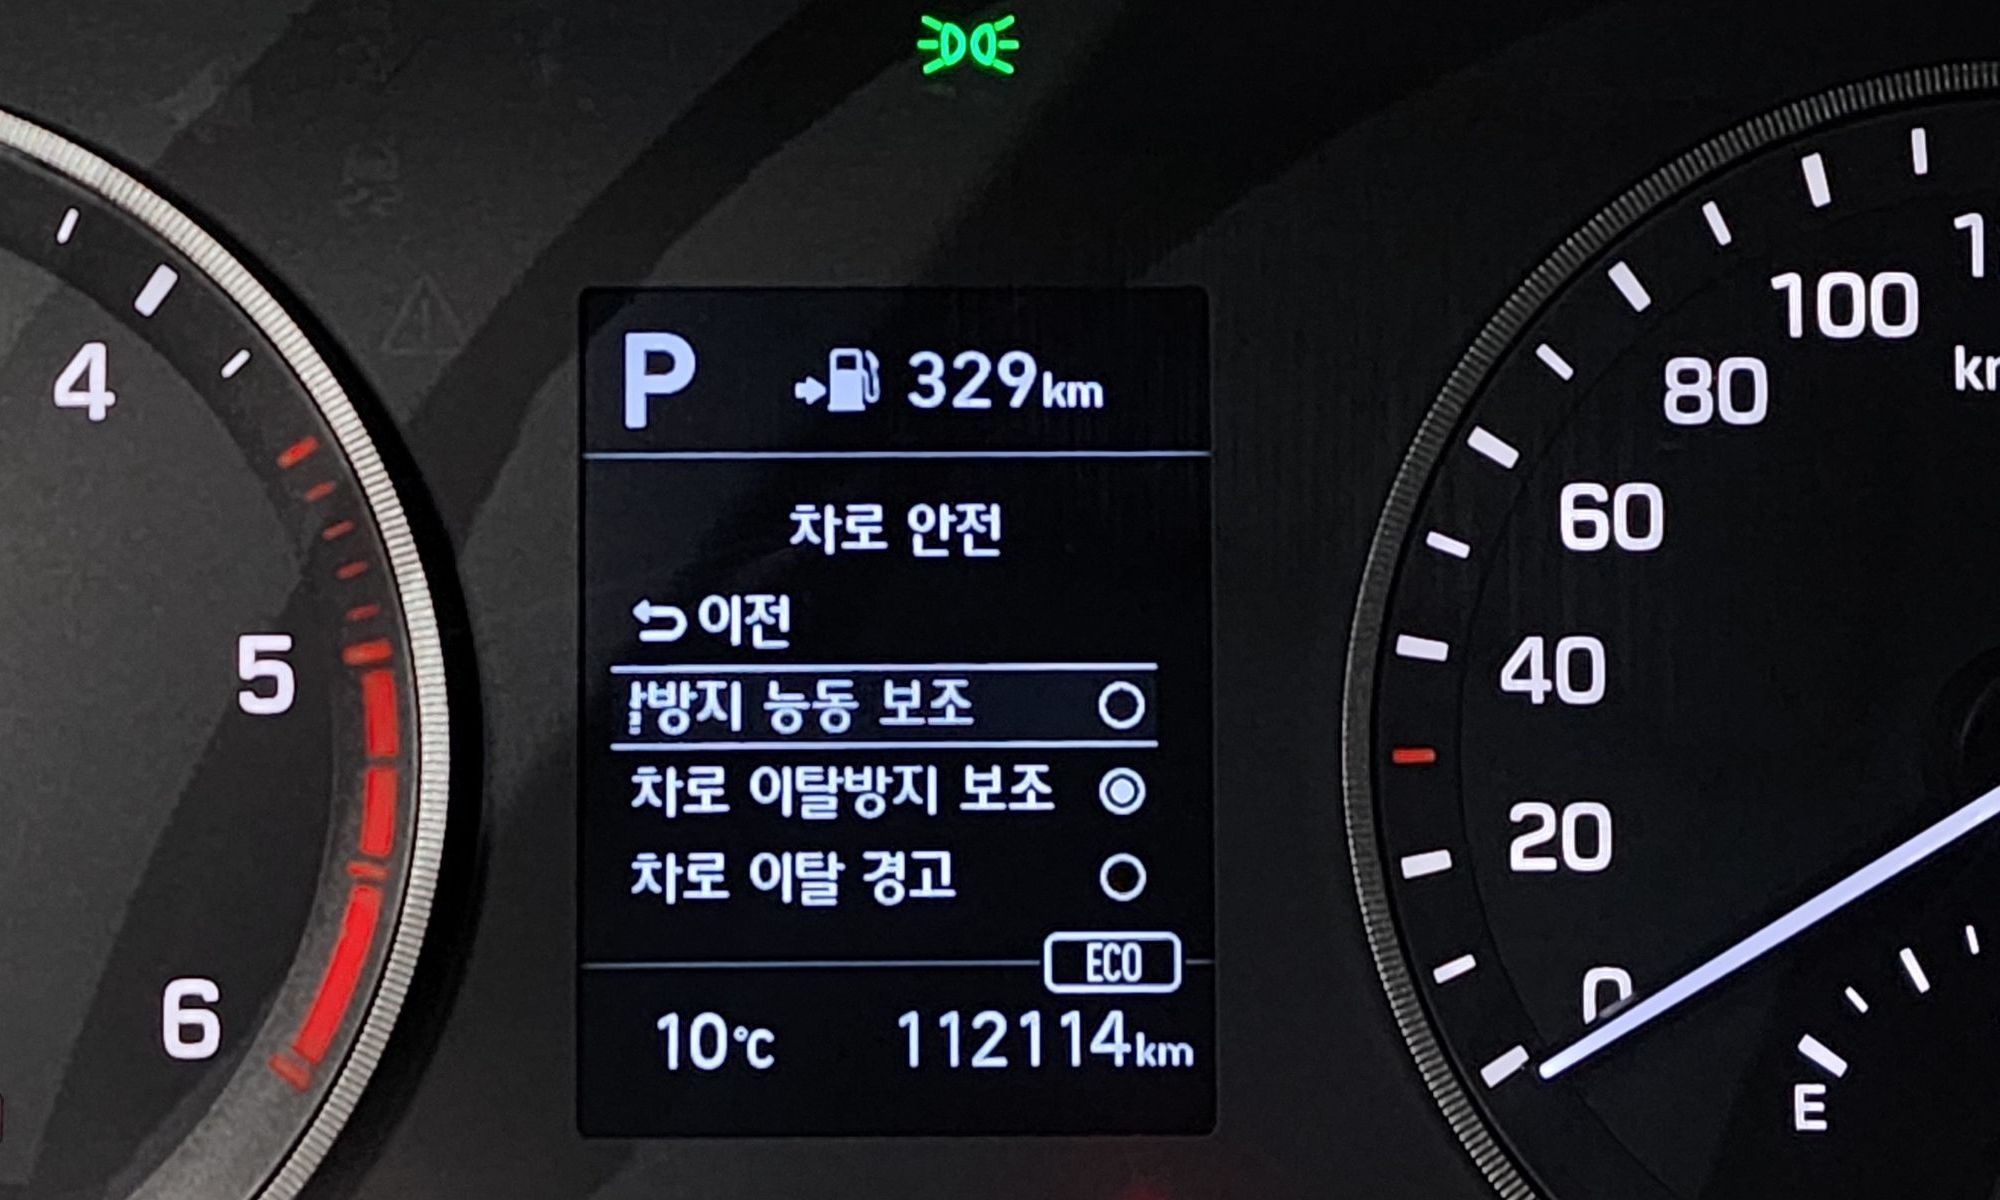 P 329km
차로 안전
이전
방지 능동 보조
차로 이탈방지 보조
차로 이탈 경고
ECO
10℃ 112114km
4
5
6
100
80
60
40
20
0
E